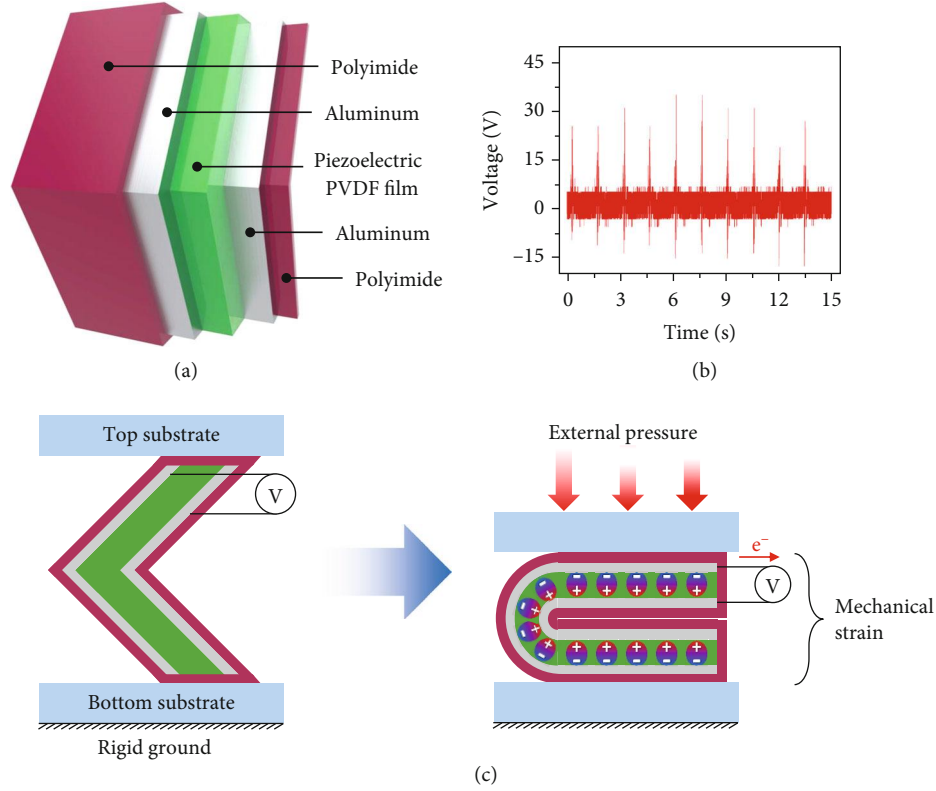 Polyimide
Aluminum
Piezoelectric
PVDF film
Aluminum
Polyimide
(a)
Voltage (V)
45
30
15
0
–15
0
3
6
9
12
15
Time (s)
(b)
Top substrate
V
Bottom substrate
Rigid ground
External pressure
e–
V
Mechanical
strain
– – – – –
+ + + + +
– +
– +
– +
– +
+ + + + +
– – – – –
(c)